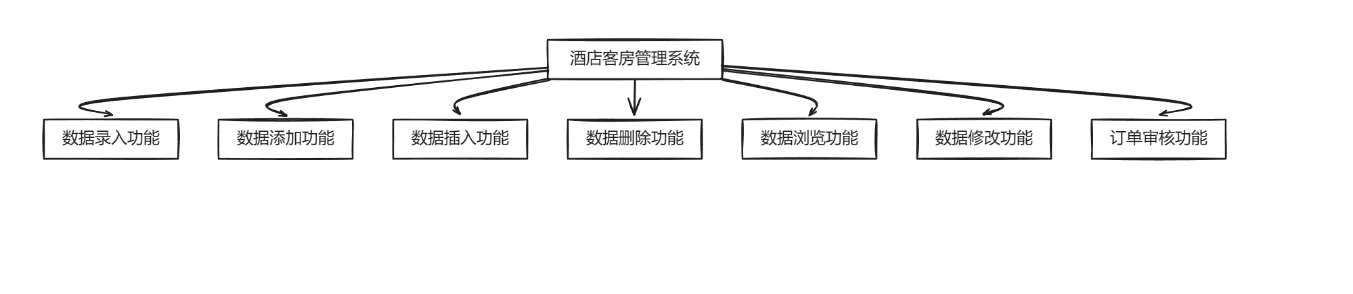 酒店客房管理系统
数据录入功能
数据添加功能
数据插入功能
数据删除功能
数据浏览功能
数据修改功能
订单审核功能